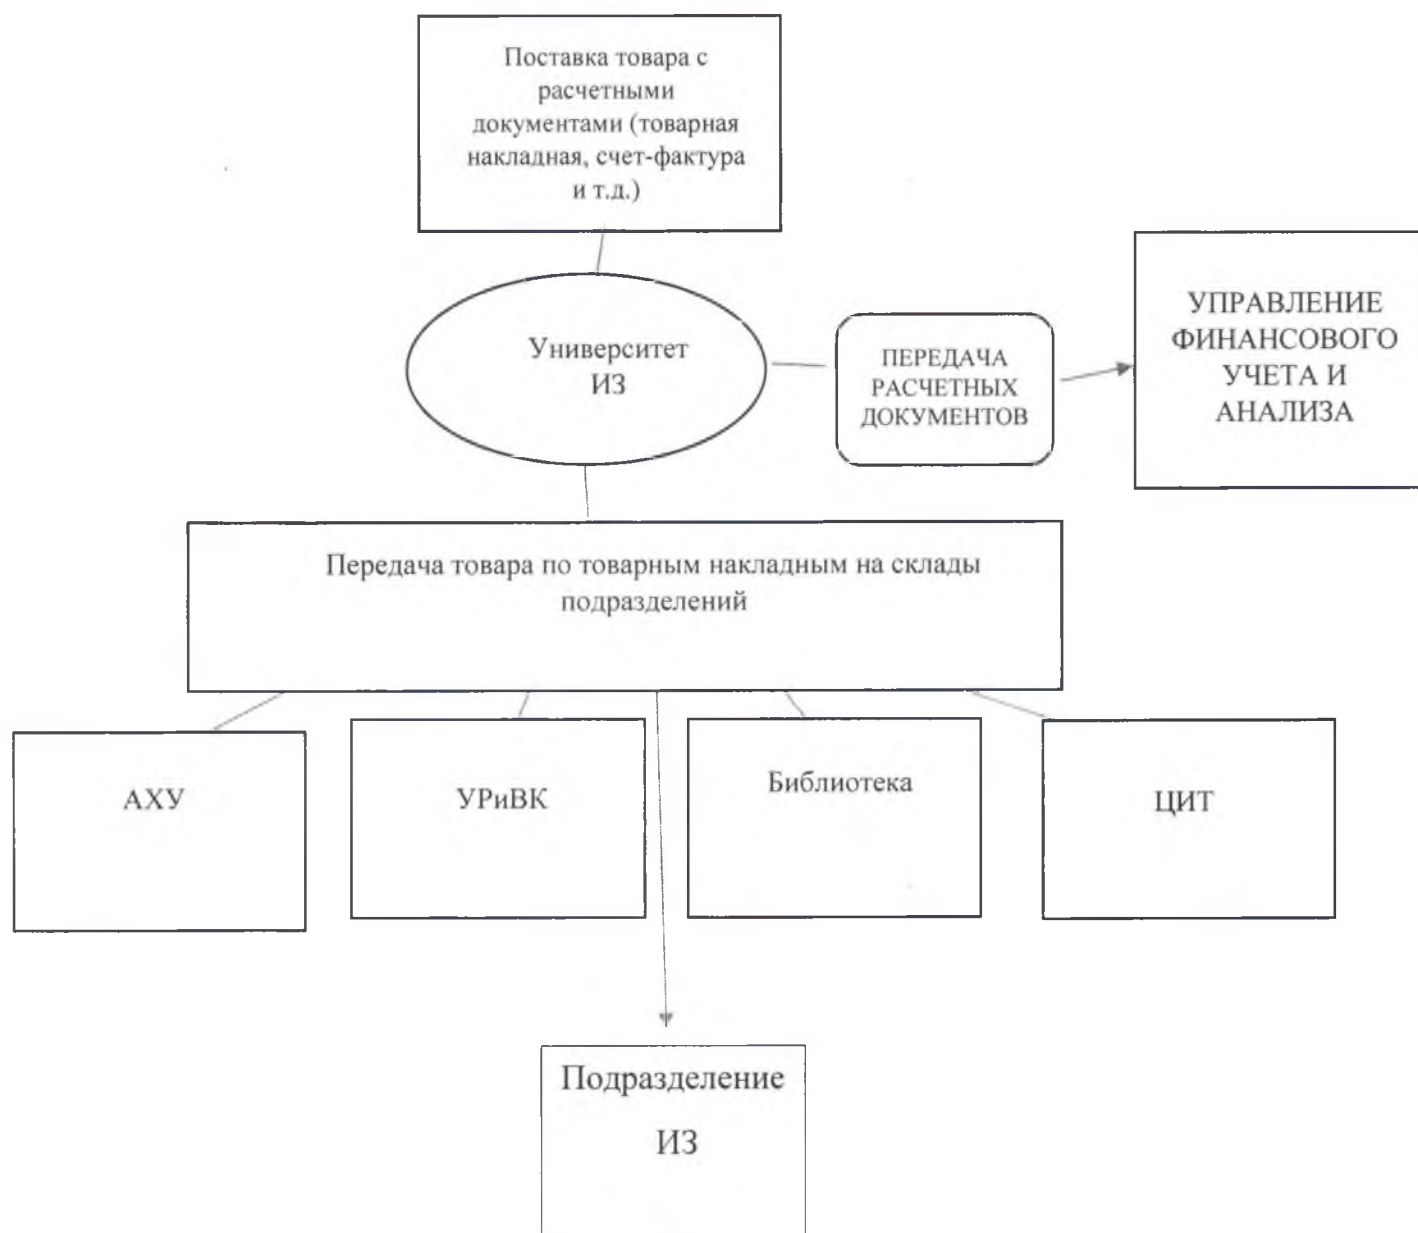 Поставка товара с
расчетными
документами (товарная
накладная, счет-фактура
и т.д.)
Университет
ИЗ
ПЕРЕДАЧА
РАСЧЕТНЫХ
ДОКУМЕНТОВ
УПРАВЛЕНИЕ
ФИНАНСОВОГО
УЧЕТА И
АНАЛИЗА
Передача товара по товарным накладным на склады
подразделений
АХУ
УРиВК
Библиотека
ЦИТ
Подразделение
ИЗ